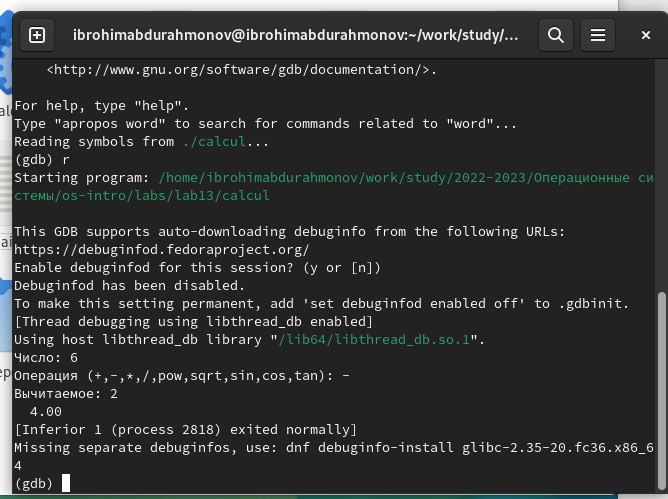 ibrohimabdurahmonov@ibrohimabdurahmonov:~/work/study/...
<http://www.gnu.org/software/gdb/documentation/>.
For help, type "help".
Type "apropos word" to search for commands related to "word"...
Reading symbols from ./calcul...
(gdb) r
Starting program: /home/ibrohimabdurahmonov/work/study/2022-2023/Операционные си
стемы/os-intro/labs/lab13/calcul
This GDB supports auto-downloading debuginfo from the following URLs:
https://debuginfod.fedoraproject.org/
Enable debuginfod for this session? (y or [n])
Debuginfod has been disabled.
To make this setting permanent, add 'set debuginfod enabled off' to .gdbinit.
[Thread debugging using libthread_db enabled]
Using host libthread_db library "/lib64/libthread_db.so.1".
Число: 6
Операция (+,-,*,/,pow,sqrt,sin,cos,tan): -
Вычитаемое: 2
4.00
[Inferior 1 (process 2818) exited normally]
Missing separate debuginfos, use: dnf debuginfo-install glibc-2.35-20.fc36.x86_6
4
(gdb)